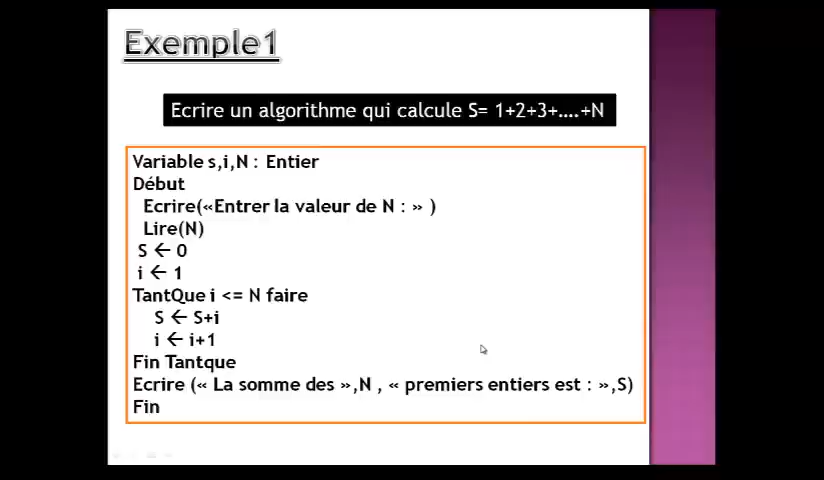 Exemple1
Ecrire un algorithme qui calcule S= 1+2+3+....+N
Variable s,i,N : Entier
Début
Ecrire(«Entrer la valeur de N : » )
Lire(N)
S ← 0
i ← 1
TantQue i <= N faire
S ← S+i
i ← i+1
Fin Tantque
Ecrire (« La somme des »,N , « premiers entiers est : »,S)
Fin